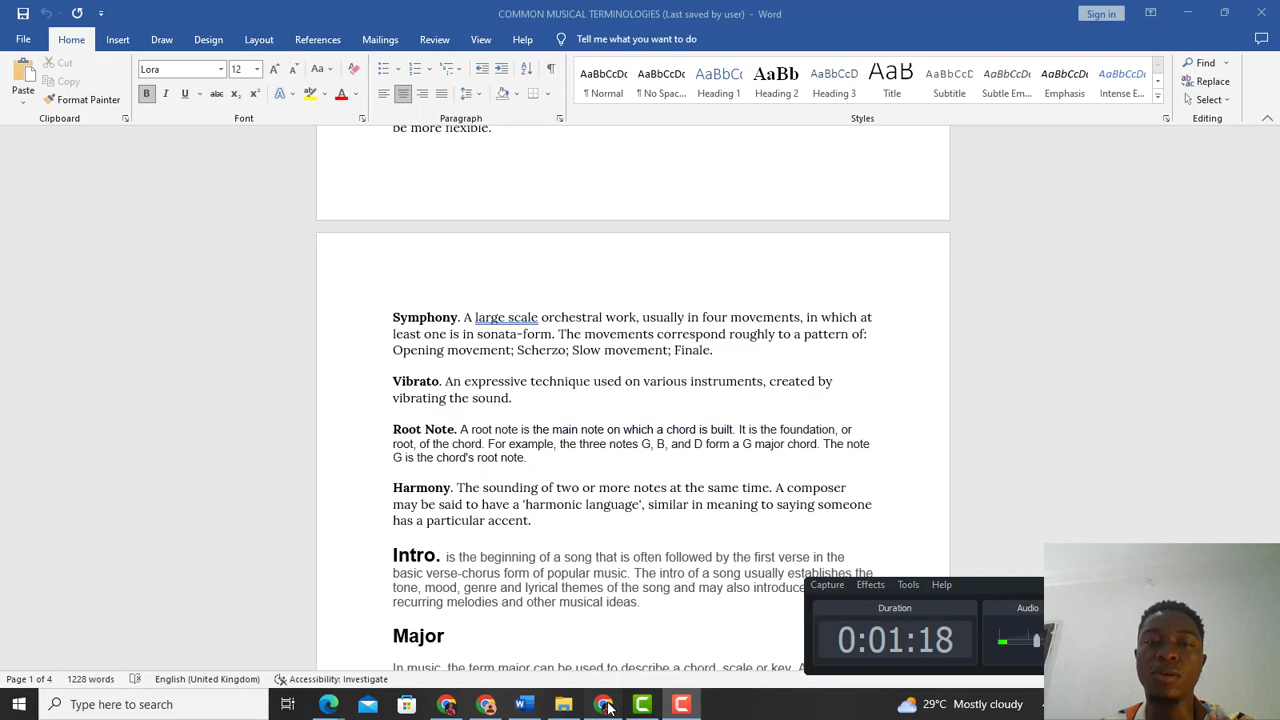 COMMON MUSICAL TERMINOLOGIES (Last saved by user) - Word
Sign in
File Home Insert Draw Design Layout References Mailings Review View Help Tell me what you want to do
Paste
Cut
Copy
Format Painter
Clipboard
Lora 12
Font
Paragraph
AaBbCcDc AaBbCcDc AaBbCc AaBb AaBbCcD AaB AaBbCcD AaBbCcDc AaBbCcDc AaBbCcDc
¶ Normal ¶ No Spac... Heading 1 Heading 2 Heading 3 Title Subtitle Subtle Em... Emphasis Intense E...
Styles
Find
Replace
Select
Editing
be more flexible.
Symphony. A large scale orchestral work, usually in four movements, in which at
least one is in sonata-form. The movements correspond roughly to a pattern of:
Opening movement; Scherzo; Slow movement; Finale.
Vibrato. An expressive technique used on various instruments, created by
vibrating the sound.
Root Note. A root note is the main note on which a chord is built. It is the foundation, or
root, of the chord. For example, the three notes G, B, and D form a G major chord. The note
G is the chord's root note.
Harmony. The sounding of two or more notes at the same time. A composer
may be said to have a 'harmonic language', similar in meaning to saying someone
has a particular accent.
Intro. is the beginning of a song that is often followed by the first verse in the
basic verse-chorus form of popular music. The intro of a song usually establishes the
tone, mood, genre and lyrical themes of the song and may also introduce
recurring melodies and other musical ideas.
Major
In music, the term major can be used to describe a chord, scale or key. A
Capture Effects Tools Help
Duration
0:01:18
Audio
Page 1 of 4 1228 words English (United Kingdom) Accessibility: Investigate
Type here to search
29°C Mostly cloudy